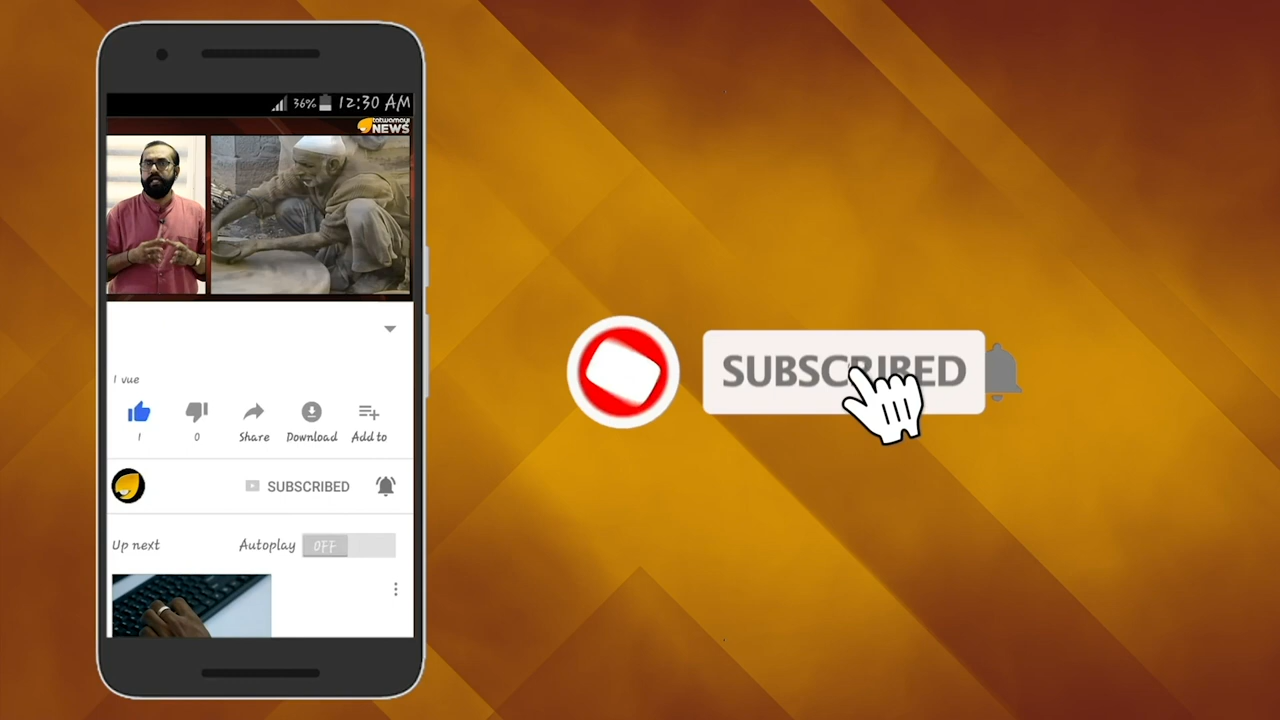 36% 12:30 AM
tatwamayi
NEWS
1 vue
1
0
Share
Download
Add to
SUBSCRIBED
Up next
Autoplay
OFF
SUBSCRIBED